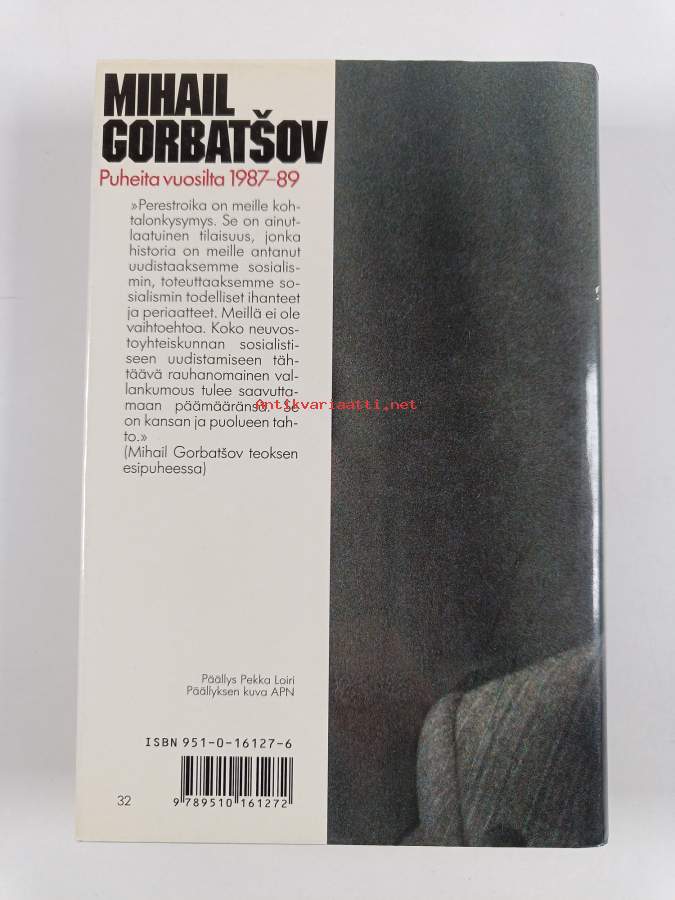 MIHAIL
GORBATŠOV
Puheita vuosilta 1987–89
»Perestroika on meille koh-
talonkysymys. Se on ainut-
laatuinen tilaisuus, jonka
historia on meille antanut
uudistaaksemme sosialis-
min, toteuttaaksemme so-
sialismin todelliset ihanteet
ja periaatteet. Meillä ei ole
vaihtoehtoa. Koko neuvos-
toyhteiskunnan sosialisti-
seen uudistamiseen täh-
täävä rauhanomainen val-
lankumous tulee saavutta-
maan päämääränsä. Se
on kansan ja puolueen tah-
to.»
(Mihail Gorbatšov teoksen
esipuheessa)
Antikvariaatti.net
Päällys Pekka Loiri
Päällyksen kuva APN
ISBN 951-0-16127-6
32
9 789510 161272